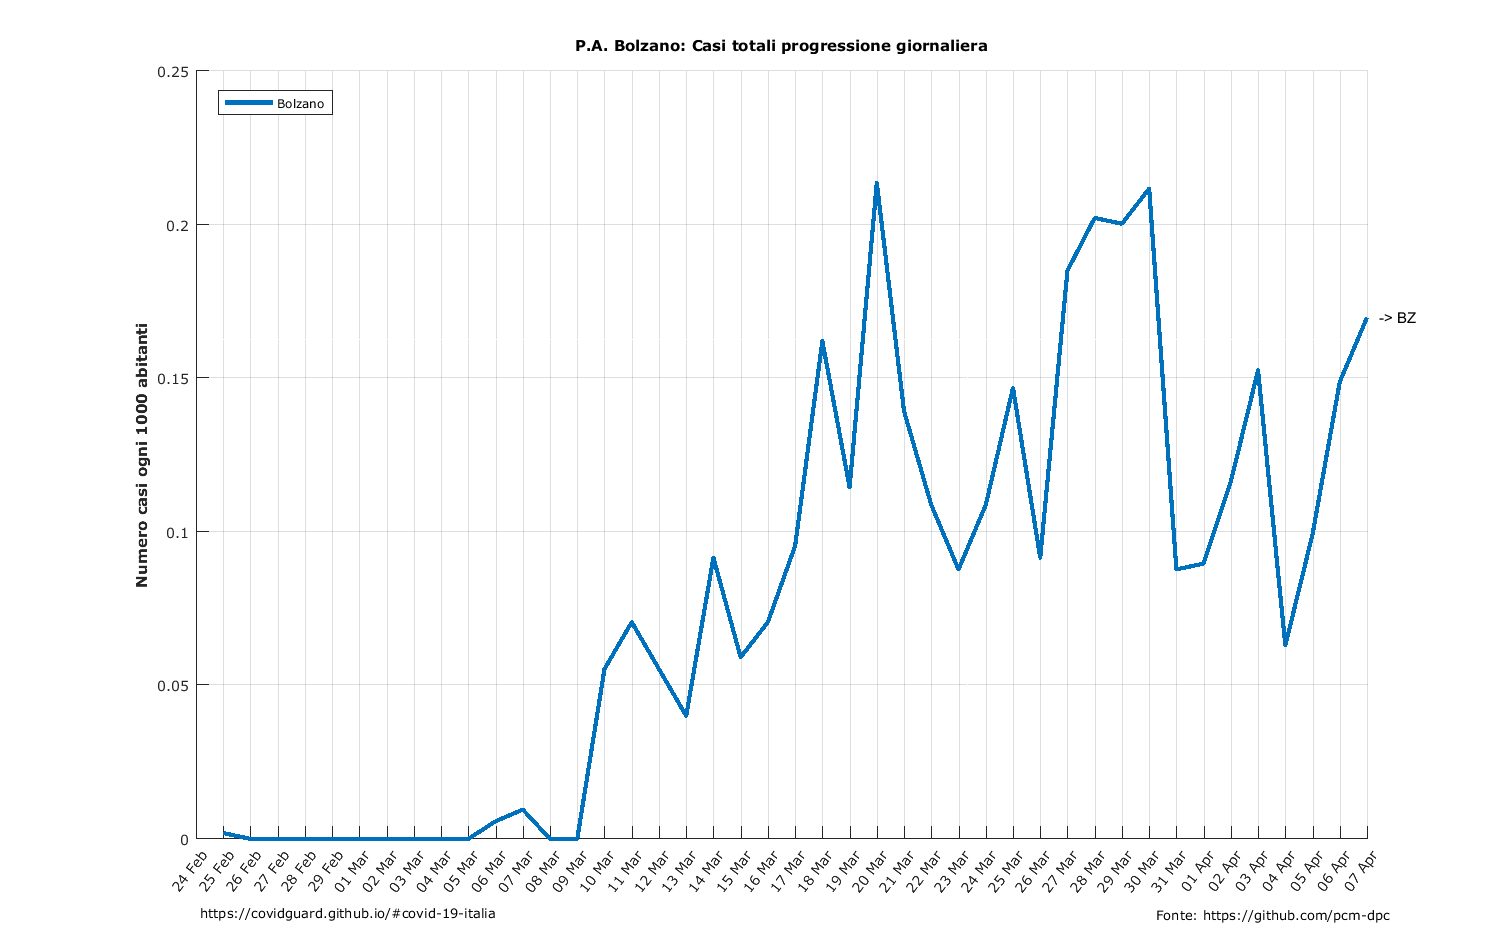 P.A. Bolzano: Casi totali progressione giornaliera
Bolzano
Numero casi ogni 1000 abitanti
0.25
0.2
0.15
0.1
0.05
0
-> BZ
24 Feb
25 Feb
26 Feb
27 Feb
28 Feb
29 Feb
01 Mar
02 Mar
03 Mar
04 Mar
05 Mar
06 Mar
07 Mar
08 Mar
09 Mar
10 Mar
11 Mar
12 Mar
13 Mar
14 Mar
15 Mar
16 Mar
17 Mar
18 Mar
19 Mar
20 Mar
21 Mar
22 Mar
23 Mar
24 Mar
25 Mar
26 Mar
27 Mar
28 Mar
29 Mar
30 Mar
31 Mar
01 Apr
02 Apr
03 Apr
04 Apr
05 Apr
06 Apr
07 Apr
https://covidguard.github.io/#covid-19-italia
Fonte: https://github.com/pcm-dpc